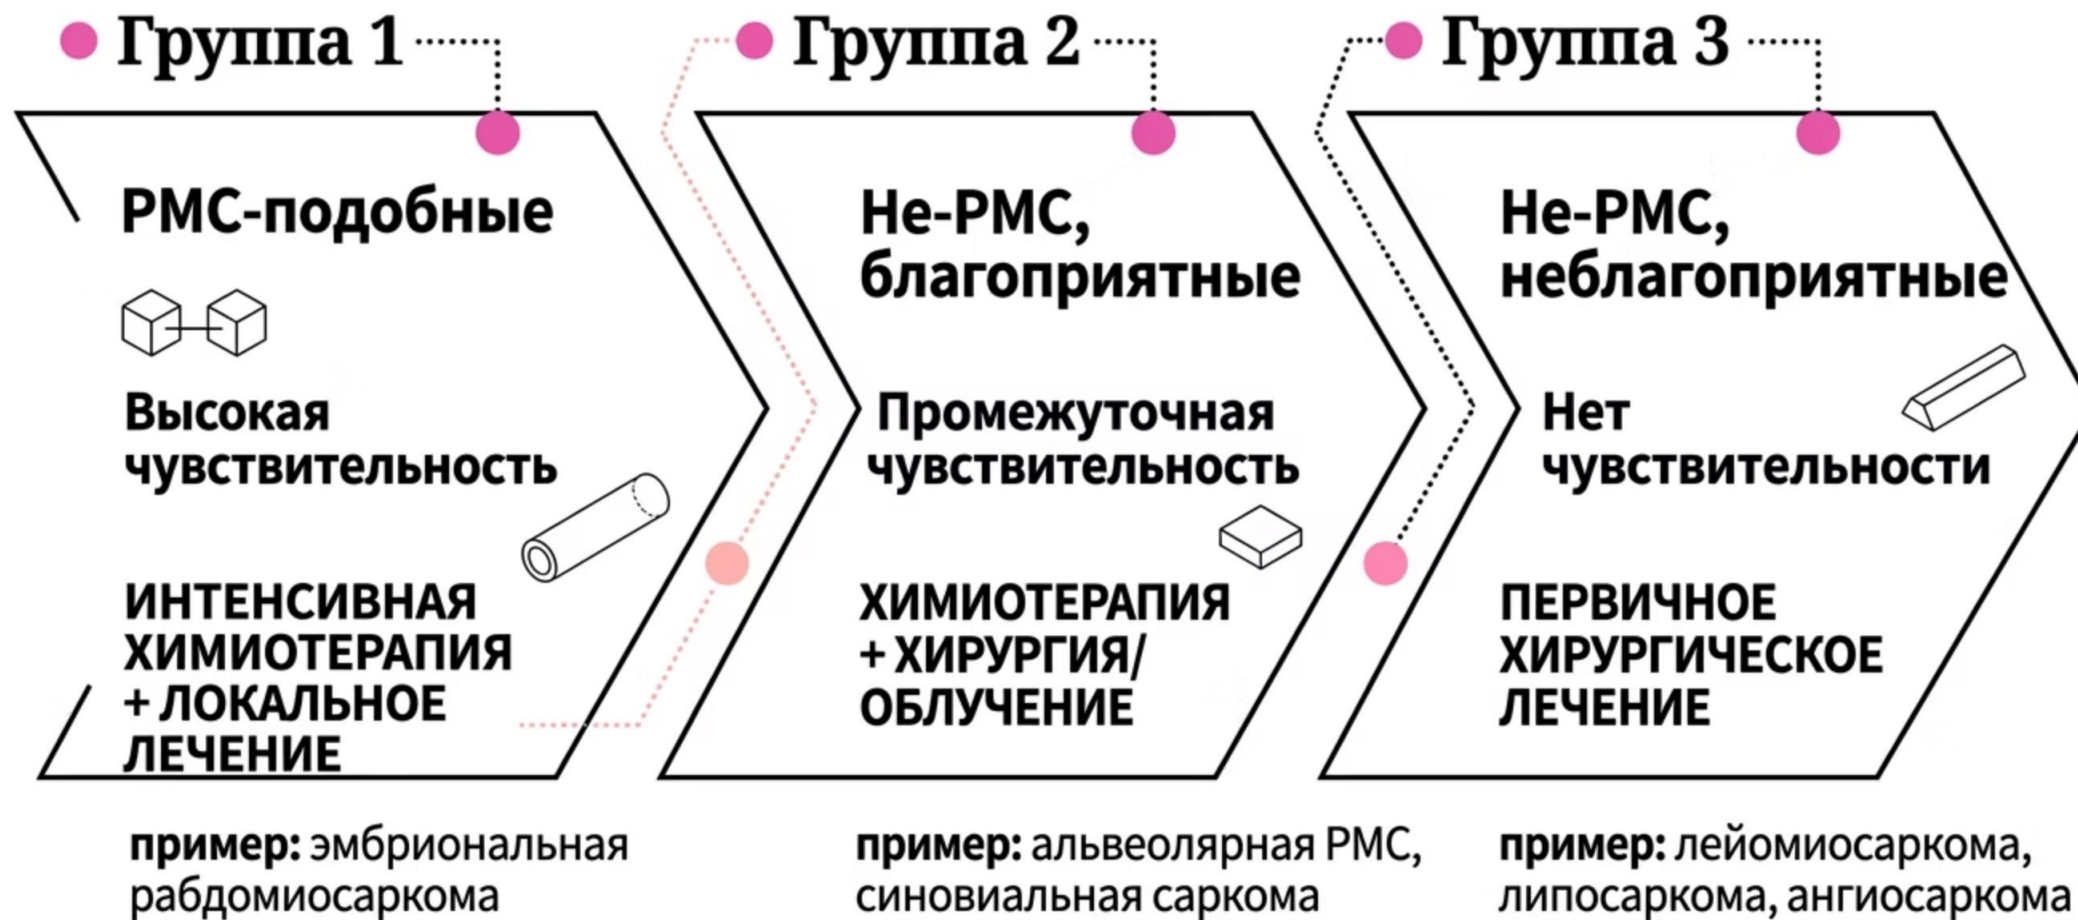 Группа 1
РМС-подобные
Высокая
чувствительность
ИНТЕНСИВНАЯ
ХИМИОТЕРАПИЯ
+ ЛОКАЛЬНОЕ
ЛЕЧЕНИЕ
пример: эмбриональная
рабдомиосаркома
Группа 2
Не-РМС,
благоприятные
Промежуточная
чувствительность
ХИМИОТЕРАПИЯ
+ ХИРУРГИЯ/
ОБЛУЧЕНИЕ
пример: альвеолярная РМС,
синовиальная саркома
Группа 3
Не-РМС,
неблагоприятные
Нет
чувствительности
ПЕРВИЧНОЕ
ХИРУРГИЧЕСКОЕ
ЛЕЧЕНИЕ
пример: лейомиосаркома,
липосаркома, ангиосаркома